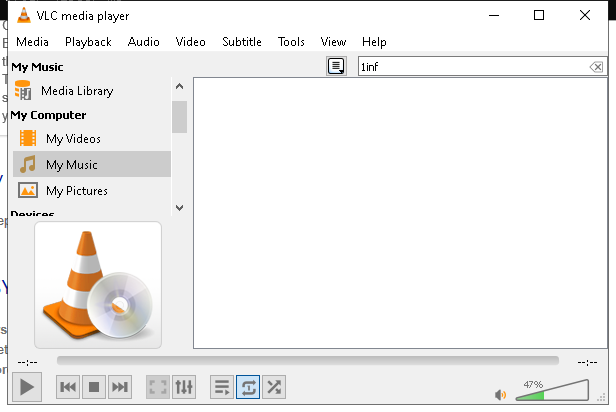 VLC media player
Media Playback Audio Video Subtitle Tools View Help
My Music
1inf
Media Library
My Computer
My Videos
My Music
My Pictures
Devices
--:-- --:--
47%